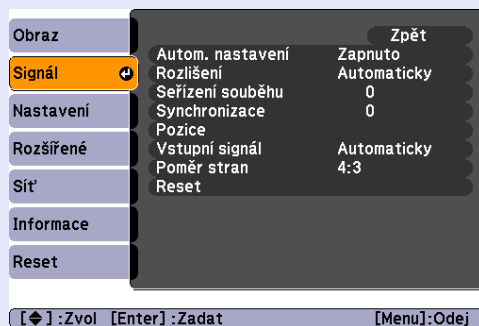 Obraz
Signál
Nastavení
Rozšířené
Síť
Informace
Reset
Zpět
Autom. nastavení Zapnuto
Rozlišení Automaticky
Seřízení souběhu 0
Synchronizace 0
Pozice
Vstupní signál Automaticky
Poměr stran 4:3
Reset
[◆] :Zvol [Enter] :Zadat [Menu]:Odej